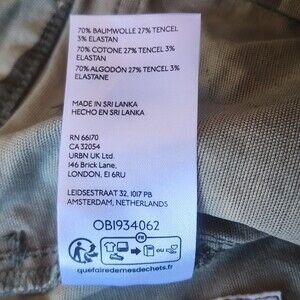 70% BAUMWOLLE 27% TENCEL 3%
ELASTAN
70% COTONE 27% TENCEL 3%
ELASTAN
70% ALGODÓN 27% TENCEL 3%
ELASTANE
MADE IN SRI LANKA
HECHO EN SRI LANKA
RN 66170
CA 32054
URBN UK Ltd.
146 Brick Lane,
LONDON, E1 6RU
LEIDSESTRAAT 32, 1017 PB
AMSTERDAM, NETHERLANDS
OB1934062
FR
quefairedemesdechets.fr